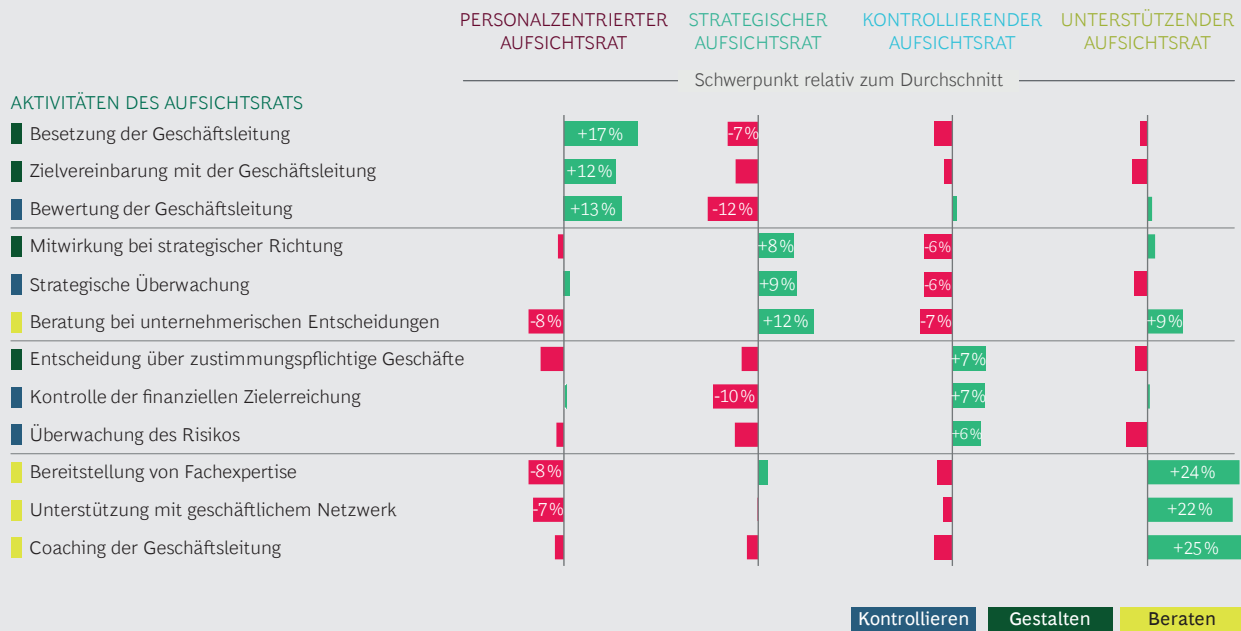 PERSONALZENTRIERTER AUFSICHTSRAT
STRATEGISCHER AUFSICHTSRAT
KONTROLLIERENDER AUFSICHTSRAT
UNTERSTÜTZENDER AUFSICHTSRAT
Schwerpunkt relativ zum Durchschnitt
AKTIVITÄTEN DES AUFSICHTSRATS
Besetzung der Geschäftsleitung +17% -7%
Zielvereinbarung mit der Geschäftsleitung +12%
Bewertung der Geschäftsleitung +13% -12%
Mitwirkung bei strategischer Richtung +8% -6%
Strategische Überwachung +9% -6%
Beratung bei unternehmerischen Entscheidungen -8% +12% -7% +9%
Entscheidung über zustimmungspflichtige Geschäfte +7%
Kontrolle der finanziellen Zielerreichung -10% +7%
Überwachung des Risikos +6%
Bereitstellung von Fachexpertise -8% +24%
Unterstützung mit geschäftlichem Netzwerk -7% +22%
Coaching der Geschäftsleitung +25%
Kontrollieren Gestalten Beraten